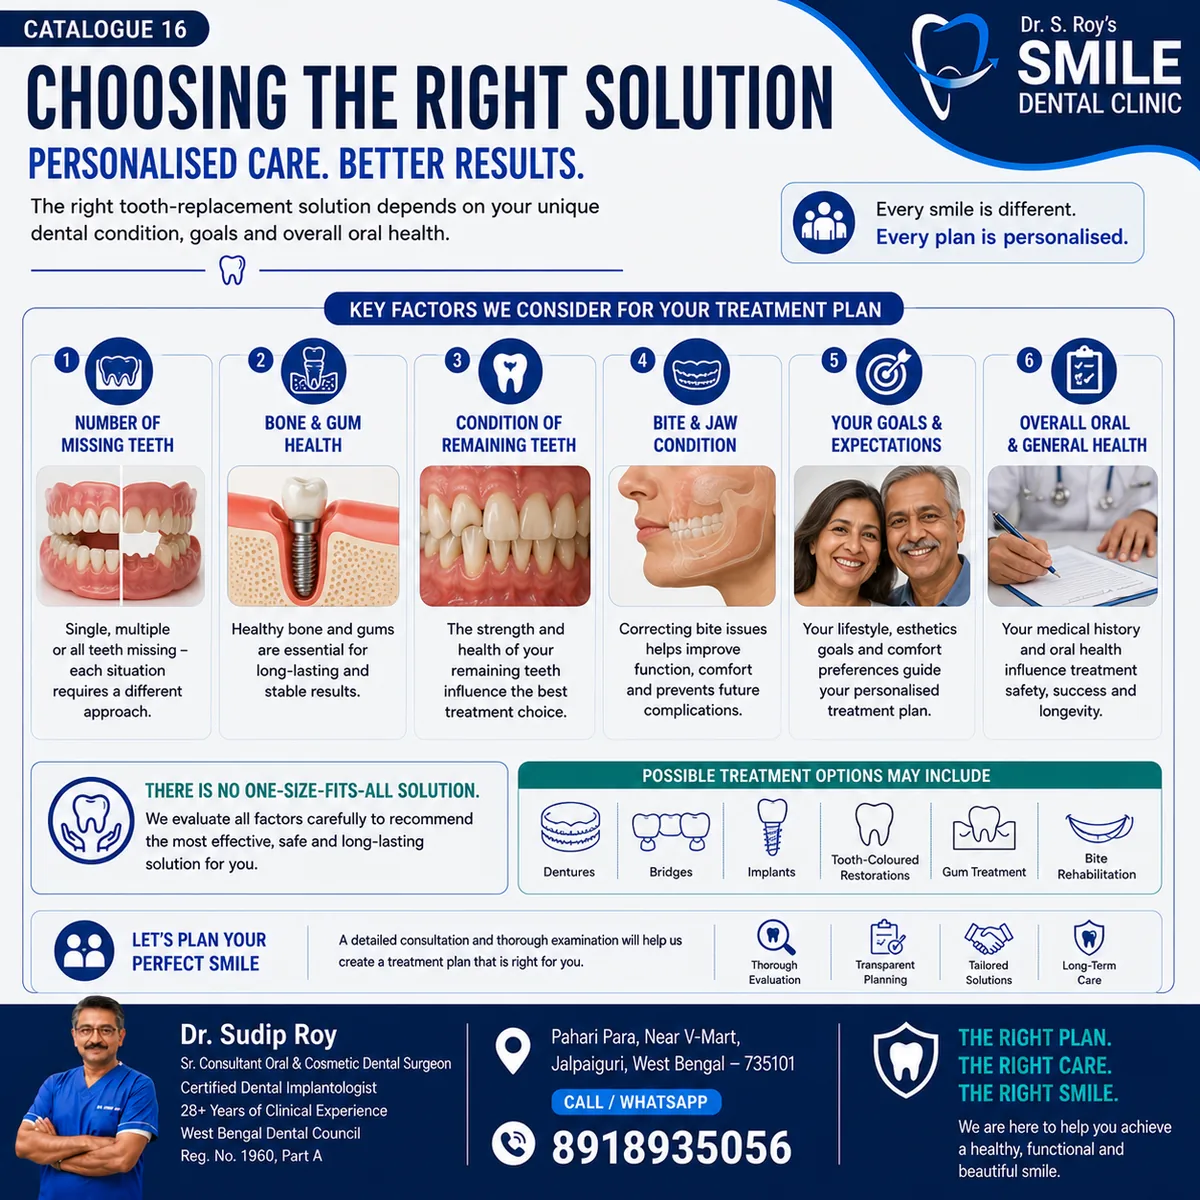 CATALOGUE 16
Dr. S. Roy's
SMILE
DENTAL CLINIC
CHOOSING THE RIGHT SOLUTION
PERSONALISED CARE. BETTER RESULTS.
The right tooth-replacement solution depends on your unique
dental condition, goals and overall oral health.
Every smile is different.
Every plan is personalised.
KEY FACTORS WE CONSIDER FOR YOUR TREATMENT PLAN
1
NUMBER OF
MISSING TEETH
Single, multiple
or all teeth missing –
each situation
requires a different
approach.
2
BONE & GUM
HEALTH
Healthy bone and gums
are essential for
long-lasting and
stable results.
3
CONDITION OF
REMAINING TEETH
The strength and
health of your
remaining teeth
influence the best
treatment choice.
4
BITE & JAW
CONDITION
Correcting bite issues
helps improve
function, comfort
and prevents future
complications.
5
YOUR GOALS &
EXPECTATIONS
Your lifestyle, esthetics
goals and comfort
preferences guide
your personalised
treatment plan.
6
OVERALL ORAL
& GENERAL HEALTH
Your medical history
and oral health
influence treatment
safety, success and
longevity.
THERE IS NO ONE-SIZE-FITS-ALL SOLUTION.
We evaluate all factors carefully to recommend
the most effective, safe and long-lasting
solution for you.
POSSIBLE TREATMENT OPTIONS MAY INCLUDE
Dentures
Bridges
Implants
Tooth-Coloured
Restorations
Gum Treatment
Bite
Rehabilitation
LET'S PLAN YOUR
PERFECT SMILE
A detailed consultation and thorough examination will help us
create a treatment plan that is right for you.
Thorough
Evaluation
Transparent
Planning
Tailored
Solutions
Long-Term
Care
Dr. Sudip Roy
Sr. Consultant Oral & Cosmetic Dental Surgeon
Certified Dental Implantologist
28+ Years of Clinical Experience
West Bengal Dental Council
Reg. No. 1960, Part A
Pahari Para, Near V-Mart,
Jalpaiguri, West Bengal – 735101
CALL / WHATSAPP
8918935056
THE RIGHT PLAN.
THE RIGHT CARE.
THE RIGHT SMILE.
We are here to help you achieve
a healthy, functional and
beautiful smile.